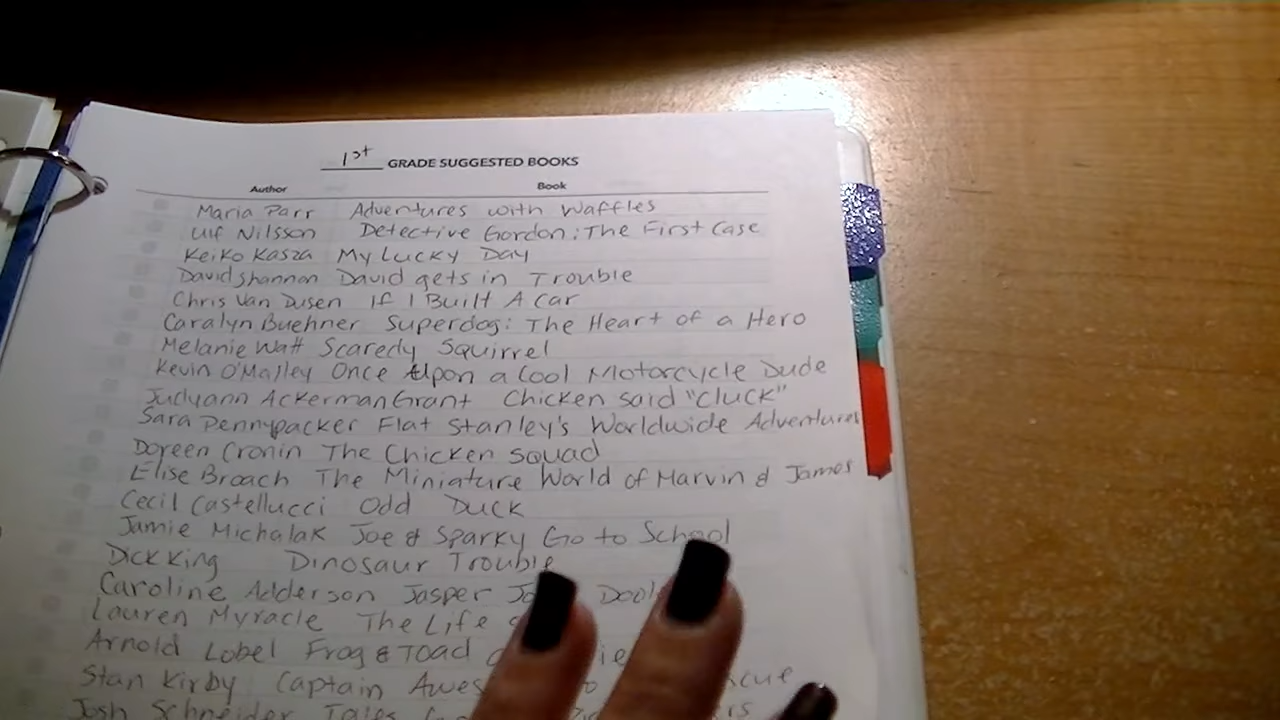 1st GRADE SUGGESTED BOOKS
Author Book
Maria Parr Adventures with Waffles
Ulf Nilsson Detective Gordon: The First Case
Keiko Kasza My Lucky Day
David Shannon David gets in Trouble
Chris Van Dusen If I Built A Car
Caralyn Buehner Superdog: The Heart of a Hero
Melanie Watt Scaredy Squirrel
Kevin O'Malley Once Upon a Cool Motorcycle Dude
Judyann Ackerman Grant Chicken said "cluck"
Sara Pennypacker Flat Stanley's Worldwide Adventures
Doreen Cronin The Chicken Squad
Elise Broach The Miniature World of Marvin & James
Cecil Castellucci Odd Duck
Jamie Michalak Joe & Sparky Go to School
Dick King Dinosaur Trouble
Caroline Adderson Jasper
Lauren Myracle The Life
Arnold Lobel Frog & Toad
Stan Kirby Captain
Josh Schneider Tales